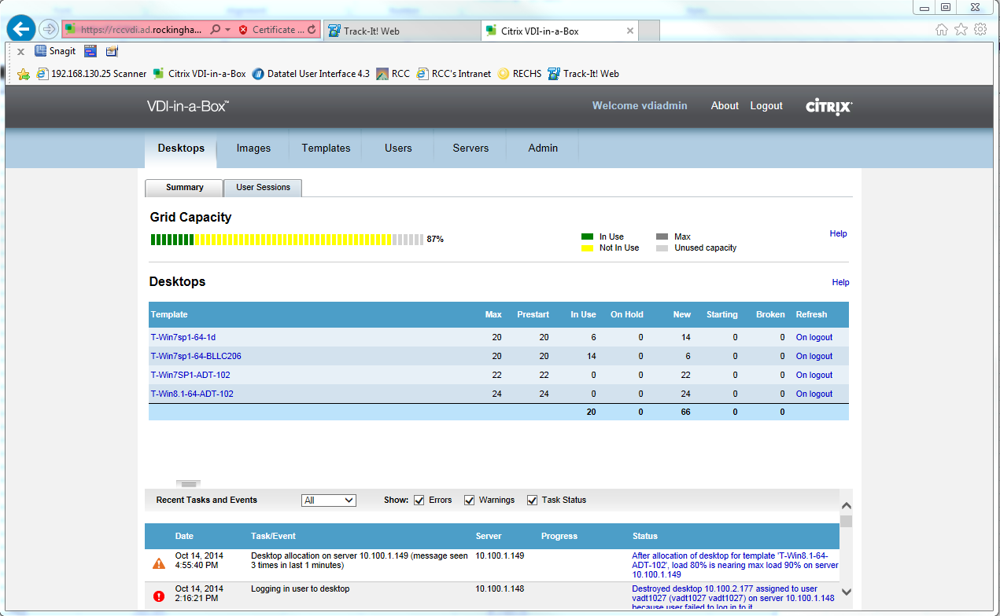 https://rccvdi.ad.rockingha... Certificate ... Track-It! Web Citrix VDI-in-a-Box
Snagit
192.168.130.25 Scanner Citrix VDI-in-a-Box Datatel User Interface 4.3 RCC RCC's Intranet RECHS Track-It! Web
VDI-in-a-Box™ Welcome vdiadmin About Logout CITRIX
Desktops Images Templates Users Servers Admin
Summary User Sessions
Grid Capacity
87%
In Use Max
Not In Use Unused capacity
Help
Desktops Help
Template Max Prestart In Use On Hold New Starting Broken Refresh
T-Win7sp1-64-1d 20 20 6 0 14 0 0 On logout
T-Win7sp1-64-BLLC206 20 20 14 0 6 0 0 On logout
T-Win7SP1-ADT-102 22 22 0 0 22 0 0 On logout
T-Win8.1-64-ADT-102 24 24 0 0 24 0 0 On logout
20 0 66 0 0
Recent Tasks and Events All Show: Errors Warnings Task Status
Date Task/Event Server Progress Status
Oct 14, 2014 Desktop allocation on server 10.100.1.149 (message seen 10.100.1.149 After allocation of desktop for template 'T-Win8.1-64-
4:55:40 PM 3 times in last 1 minutes) ADT-102', load 80% is nearing max load 90% on server
10.100.1.149
Oct 14, 2014 Logging in user to desktop 10.100.1.148 Destroyed desktop 10.100.2.177 assigned to user
2:16:21 PM vadt1027 (vadt1027 vadt1027) on server 10.100.1.148
because user failed to log in to it